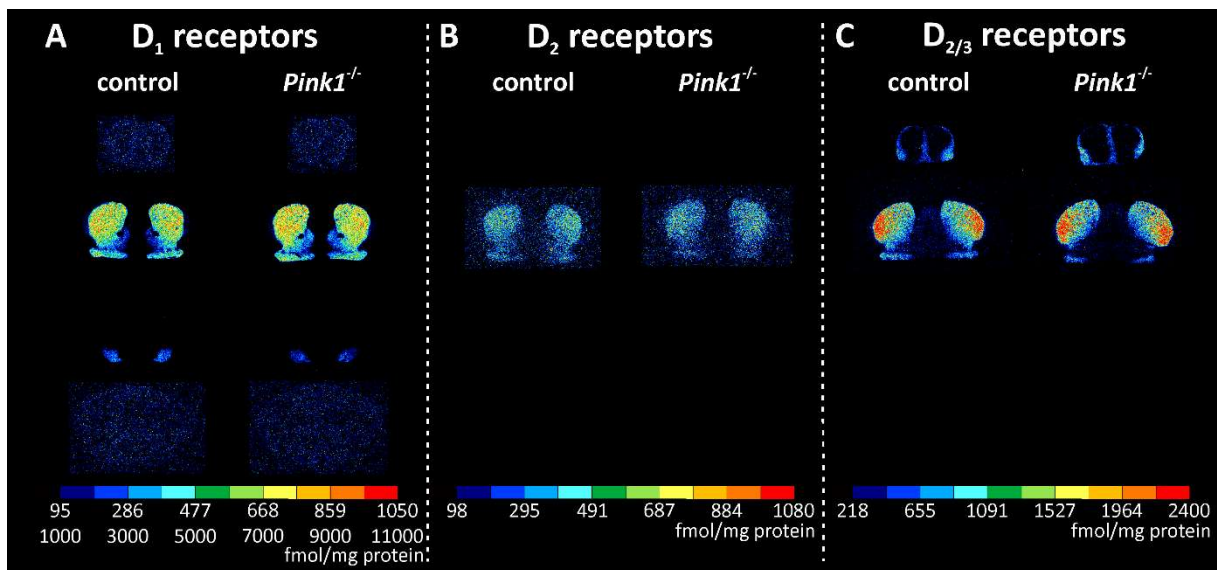 A D₁ receptors
control Pink1⁻/⁻
95 286 477 668 859 1050
1000 3000 5000 7000 9000 11000
fmol/mg protein
B D₂ receptors
control Pink1⁻/⁻
98 295 491 687 884 1080
fmol/mg protein
C D₂/₃ receptors
control Pink1⁻/⁻
218 655 1091 1527 1964 2400
fmol/mg protein